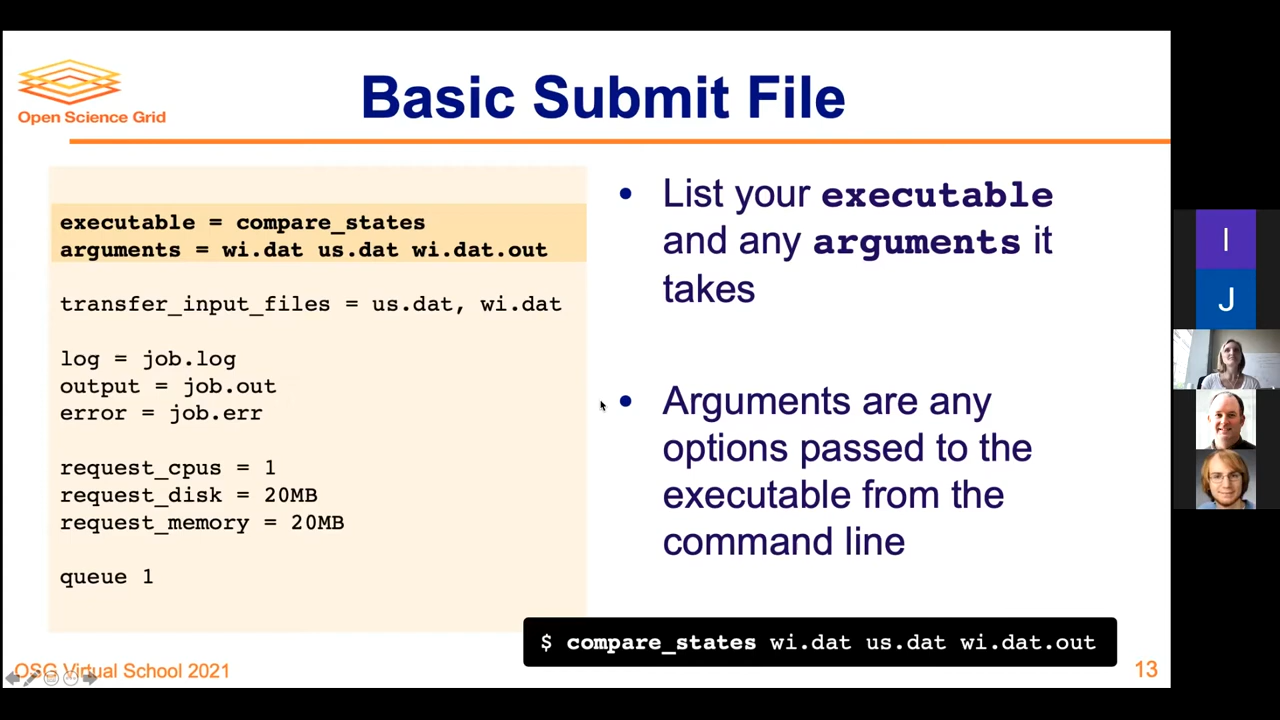 Open Science Grid
Basic Submit File
executable = compare_states
arguments = wi.dat us.dat wi.dat.out
transfer_input_files = us.dat, wi.dat
log = job.log
output = job.out
error = job.err
request_cpus = 1
request_disk = 20MB
request_memory = 20MB
queue 1
• List your executable
and any arguments it
takes
• Arguments are any
options passed to the
executable from the
command line
$ compare_states wi.dat us.dat wi.dat.out
OSG Virtual School 2021
13
I
J